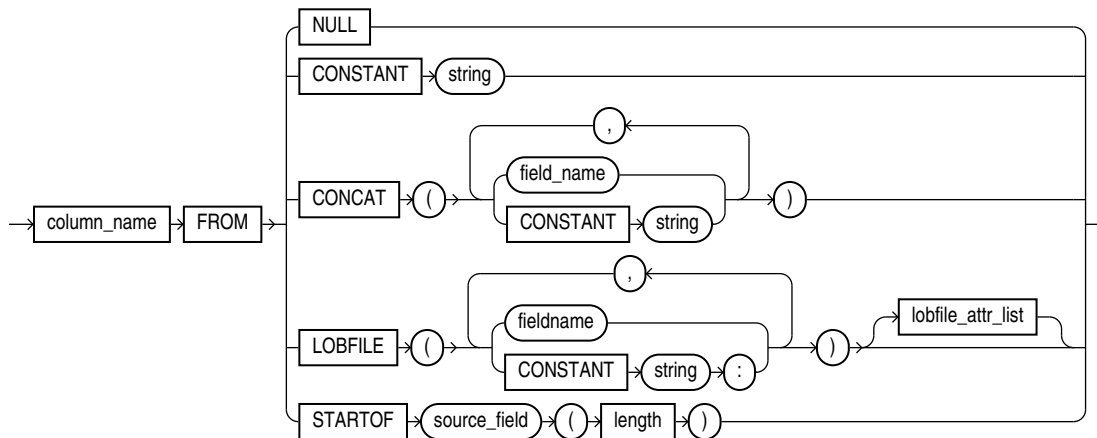 NULL
CONSTANT string
,
field_name
CONCAT ( )
CONSTANT string
column_name FROM
,
fieldname lobfile_attr_list
LOBFILE ( )
CONSTANT string :
STARTOF source_field ( length )